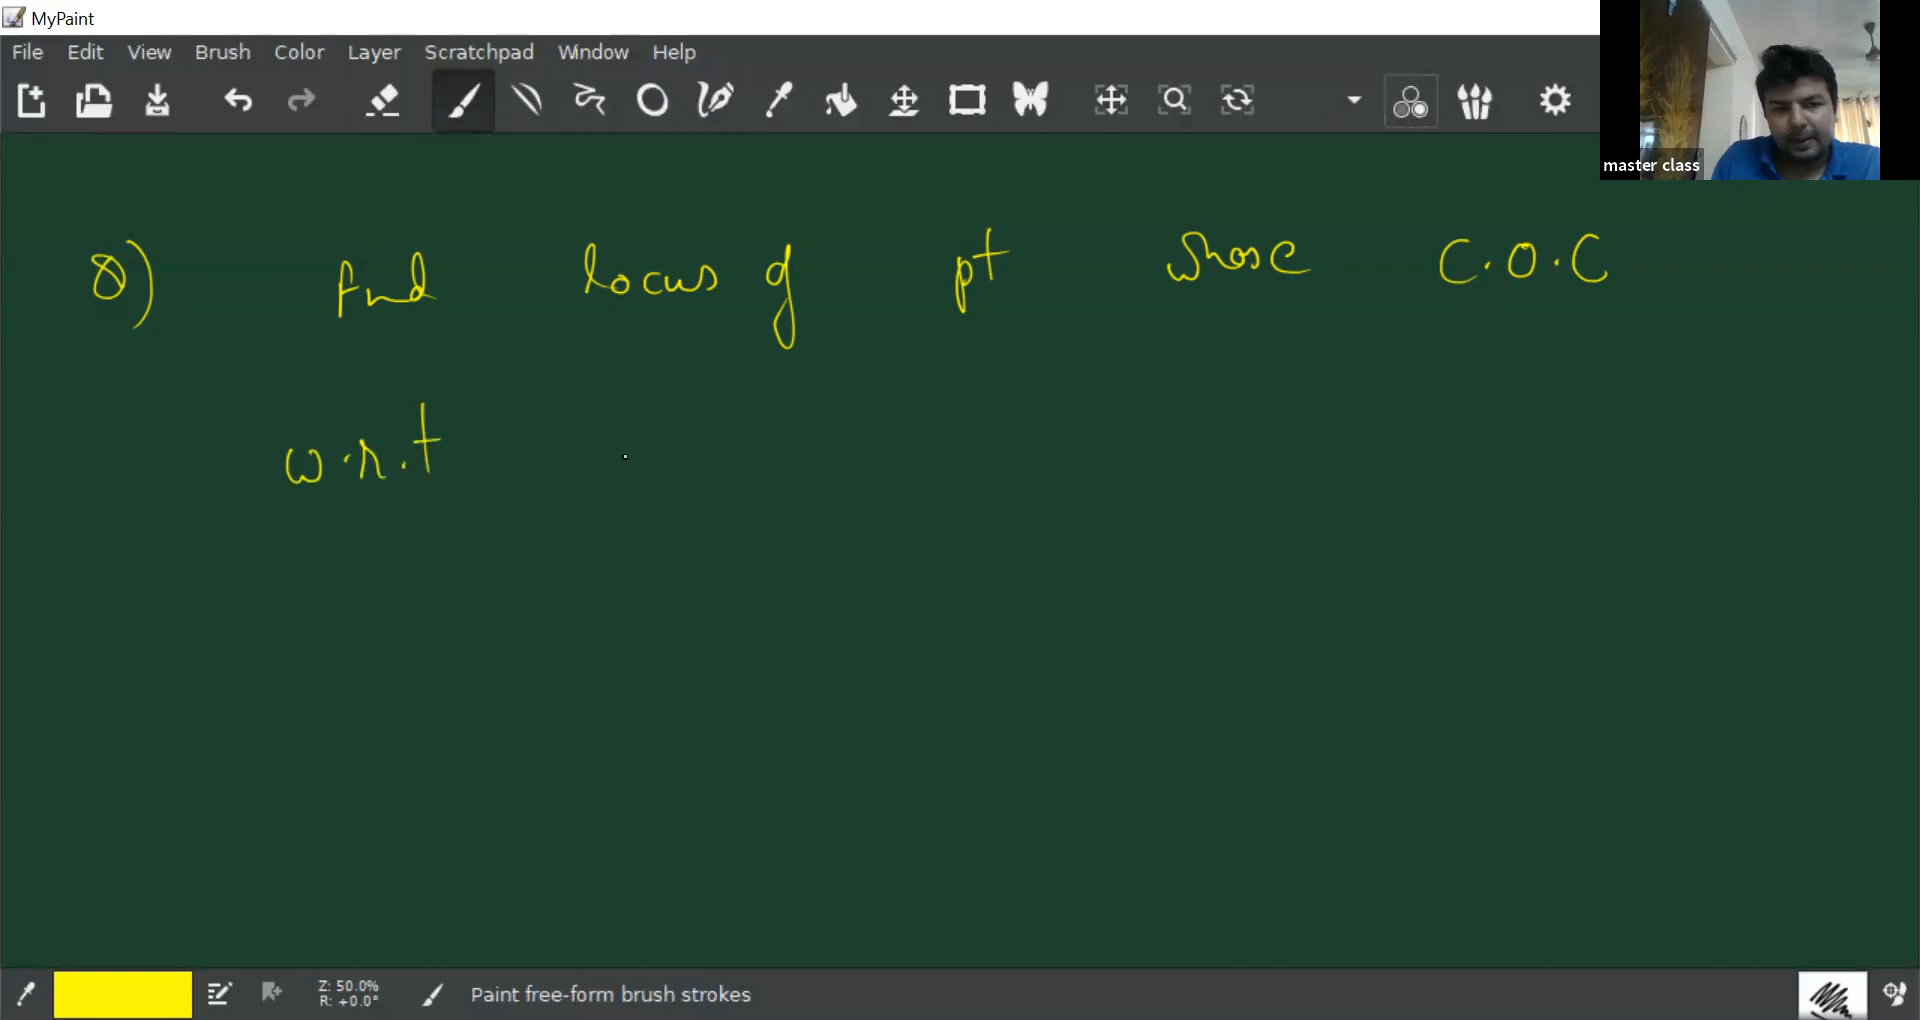 MyPaint
File Edit View Brush Color Layer Scratchpad Window Help
master class
Q) find locus of pt whose C.O.C
w.r.t
Z: 50.0%
R: +0.0°
Paint free-form brush strokes